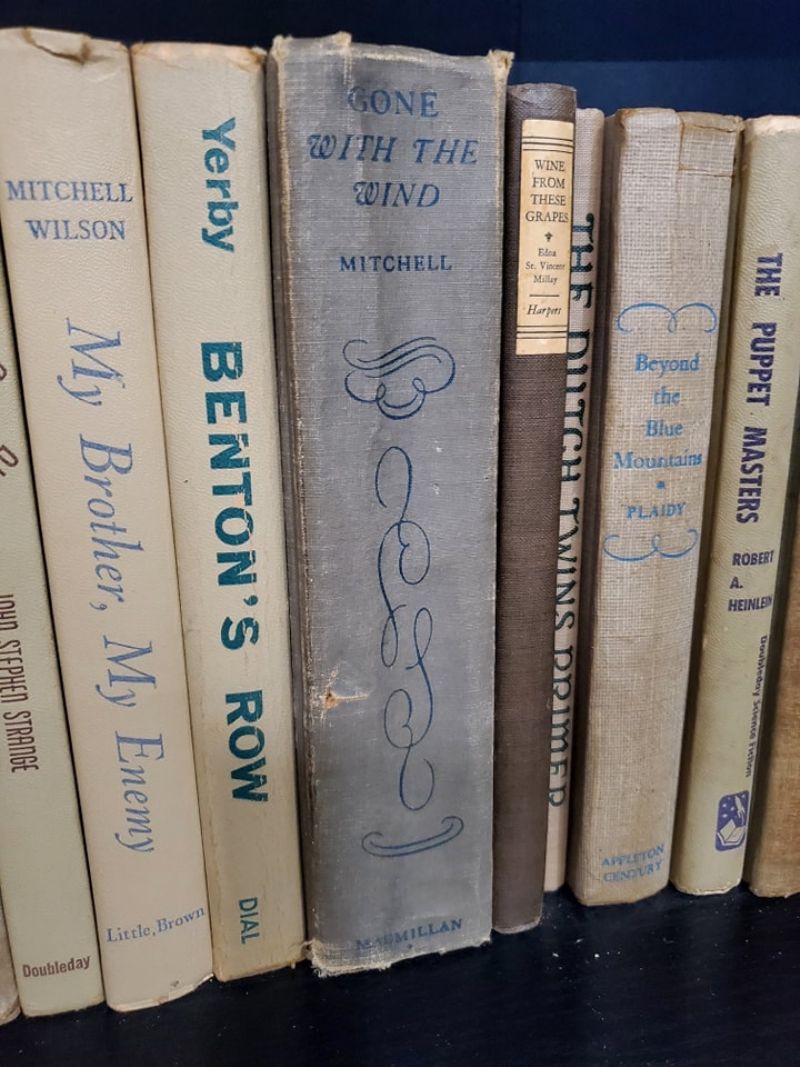 JOHN STEPHEN STRANGE
Doubleday
MITCHELL
WILSON
My Brother, My Enemy
Little, Brown
Yerby
BENTON'S ROW
DIAL
GONE
WITH THE
WIND
MITCHELL
MACMILLAN
WINE
FROM
THESE
GRAPES
Edna
St. Vincent
Millay
Harpers
THE DUTCH TWINS PRIMER
Beyond
the
Blue
Mountains
PLAIDY
APPLETON
CENTURY
THE PUPPET MASTERS
ROBERT
A.
HEINLEIN
Doubleday Science Fiction